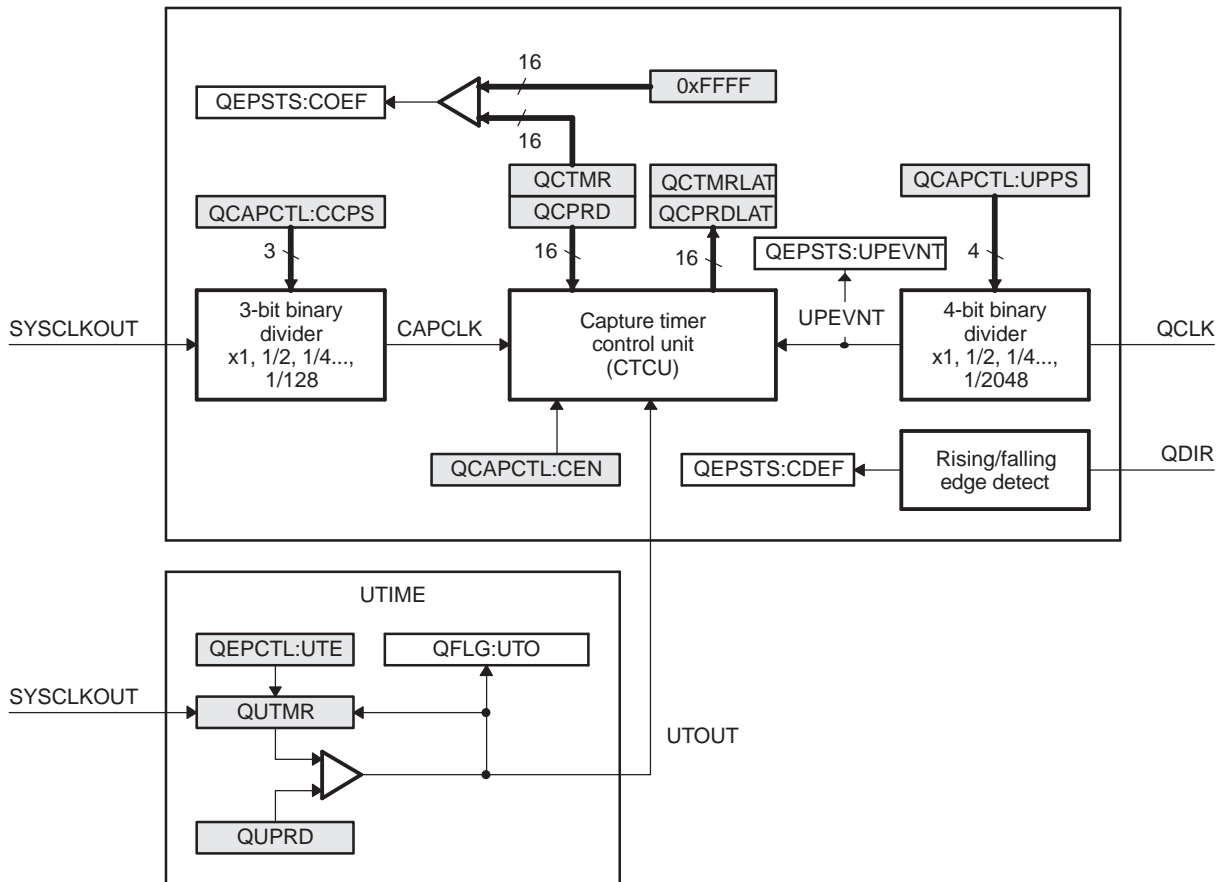 16
0xFFFF
QEPSTS:COEF
16
QCTMR
QCPRD
QCTMRLAT
QCPRDLAT
QCAPCTL:UPPS
QCAPCTL:CCPS
3
16
16
QEPSTS:UPEVNT
4
SYSCLKOUT
3-bit binary
divider
x1, 1/2, 1/4...,
1/128
CAPCLK
Capture timer
control unit
(CTCU)
UPEVNT
4-bit binary
divider
x1, 1/2, 1/4...,
1/2048
QCLK
QCAPCTL:CEN
QEPSTS:CDEF
Rising/falling
edge detect
QDIR
UTIME
QEPCTL:UTE
QFLG:UTO
SYSCLKOUT
QUTMR
UTOUT
QUPRD